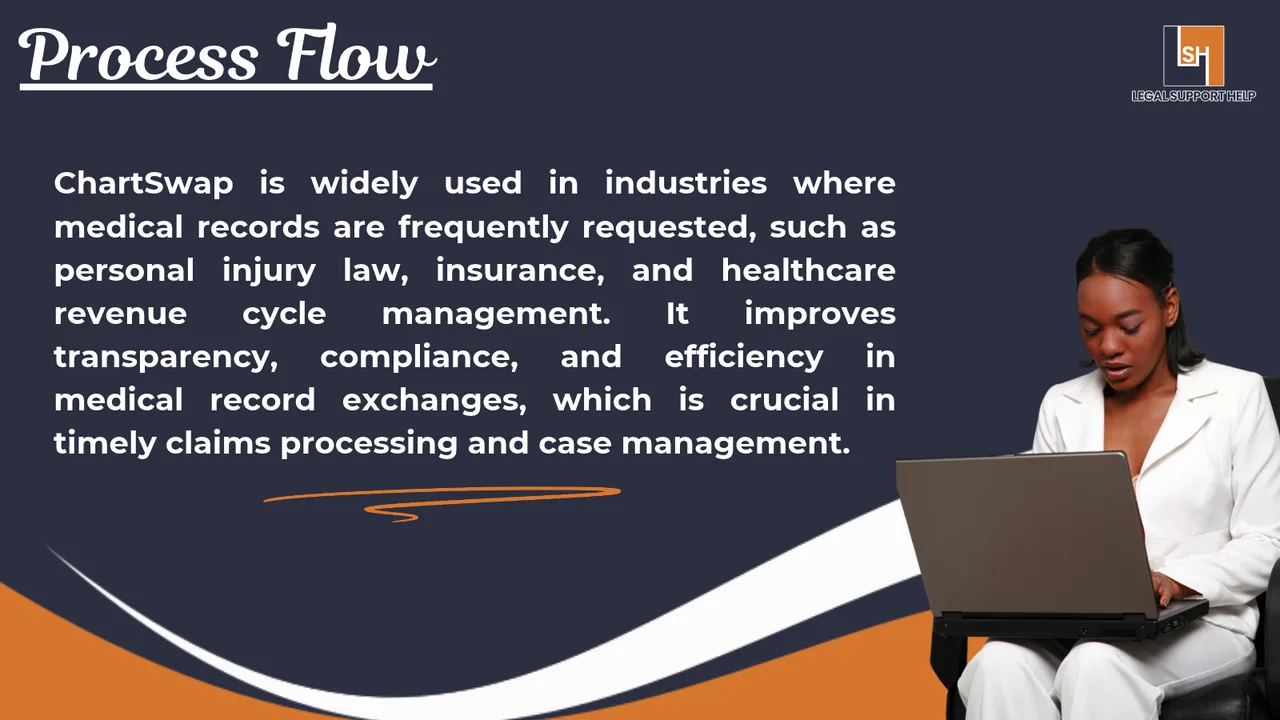 Process Flow
SH
LEGAL SUPPORT HELP
ChartSwap is widely used in industries where
medical records are frequently requested, such as
personal injury law, insurance, and healthcare
revenue cycle management. It improves
transparency, compliance, and efficiency in
medical record exchanges, which is crucial in
timely claims processing and case management.